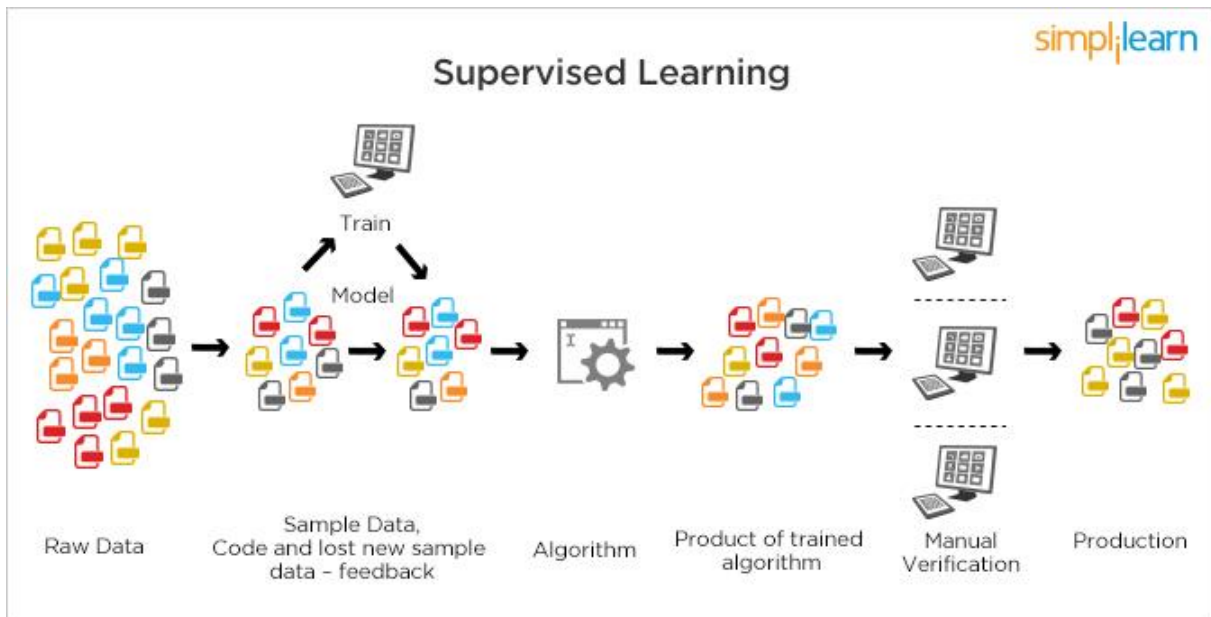 simplilearn
Supervised Learning
Train
Model
Raw Data
Sample Data,
Code and lost new sample
data – feedback
Algorithm
Product of trained
algorithm
Manual
Verification
Production